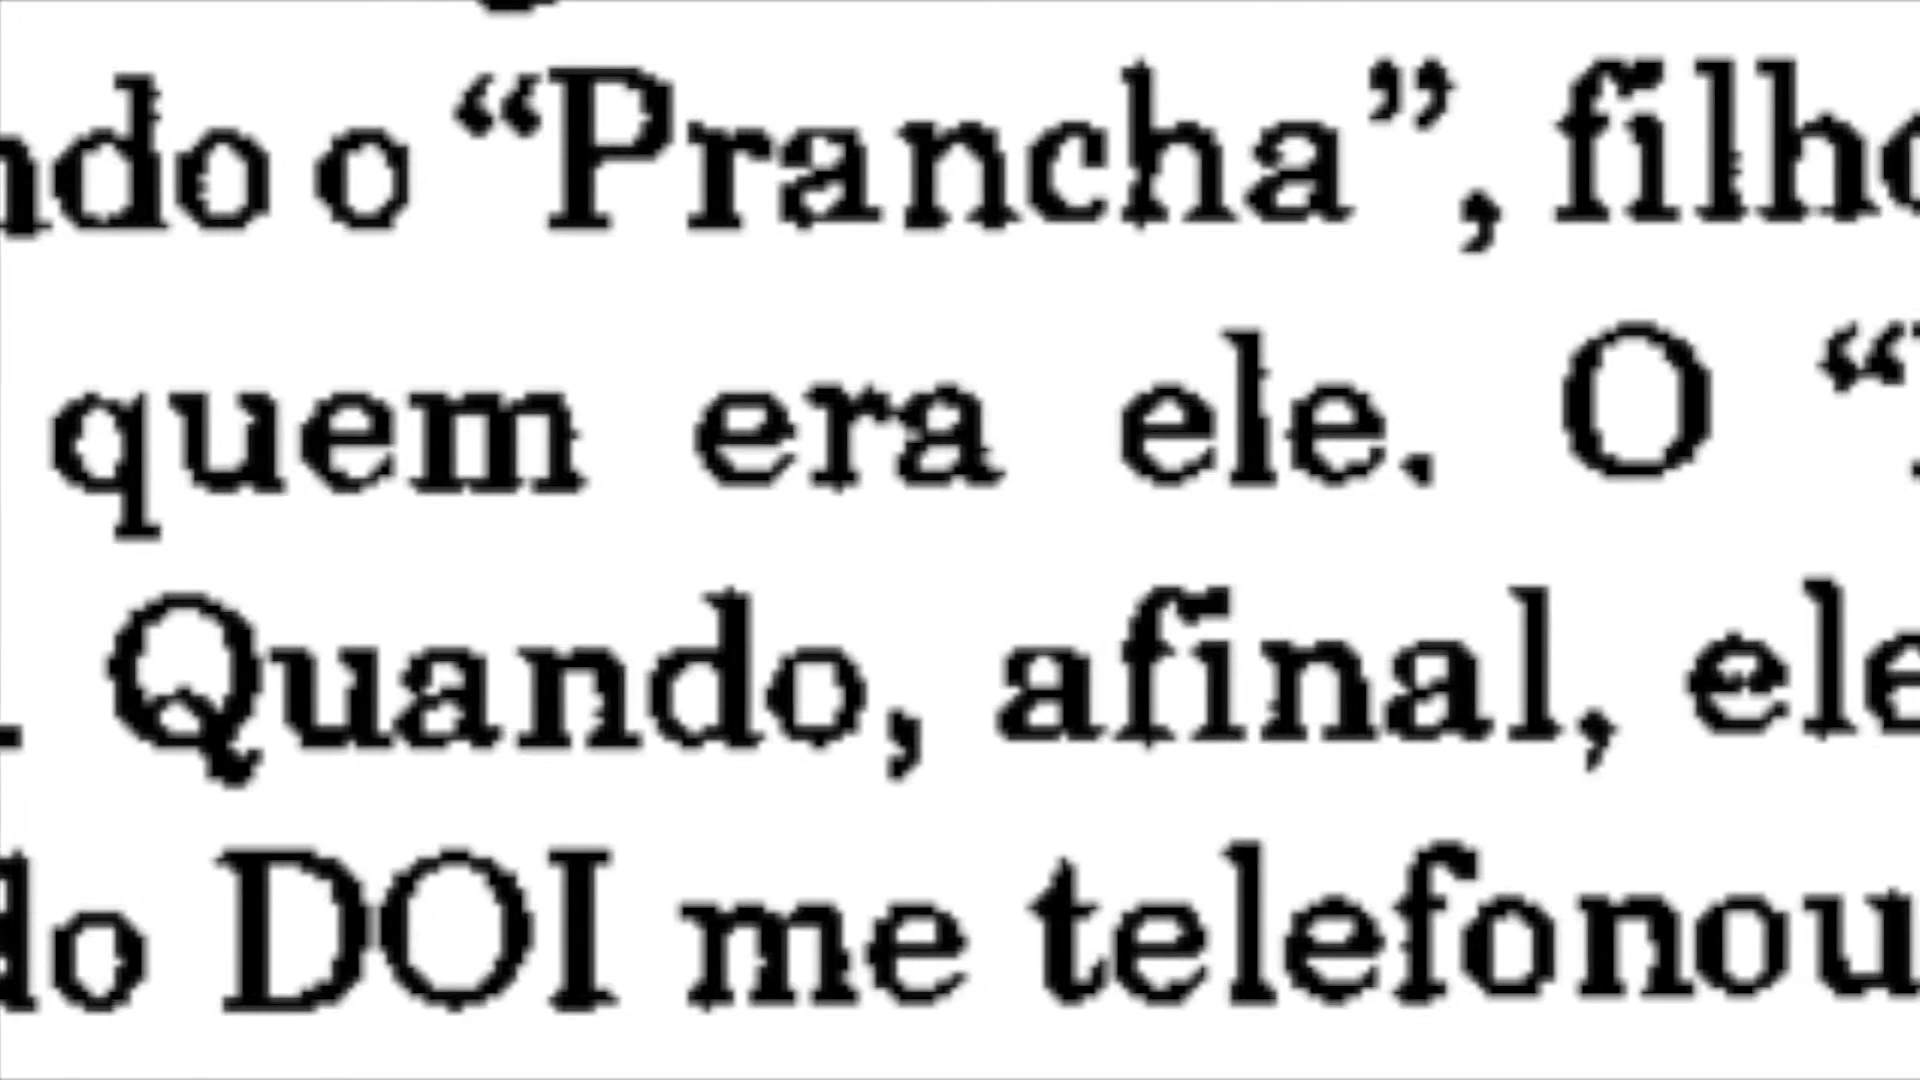 ndo o “Prancha”, filho
quem era ele. O “
. Quando, afinal, ele
do DOI me telefonou